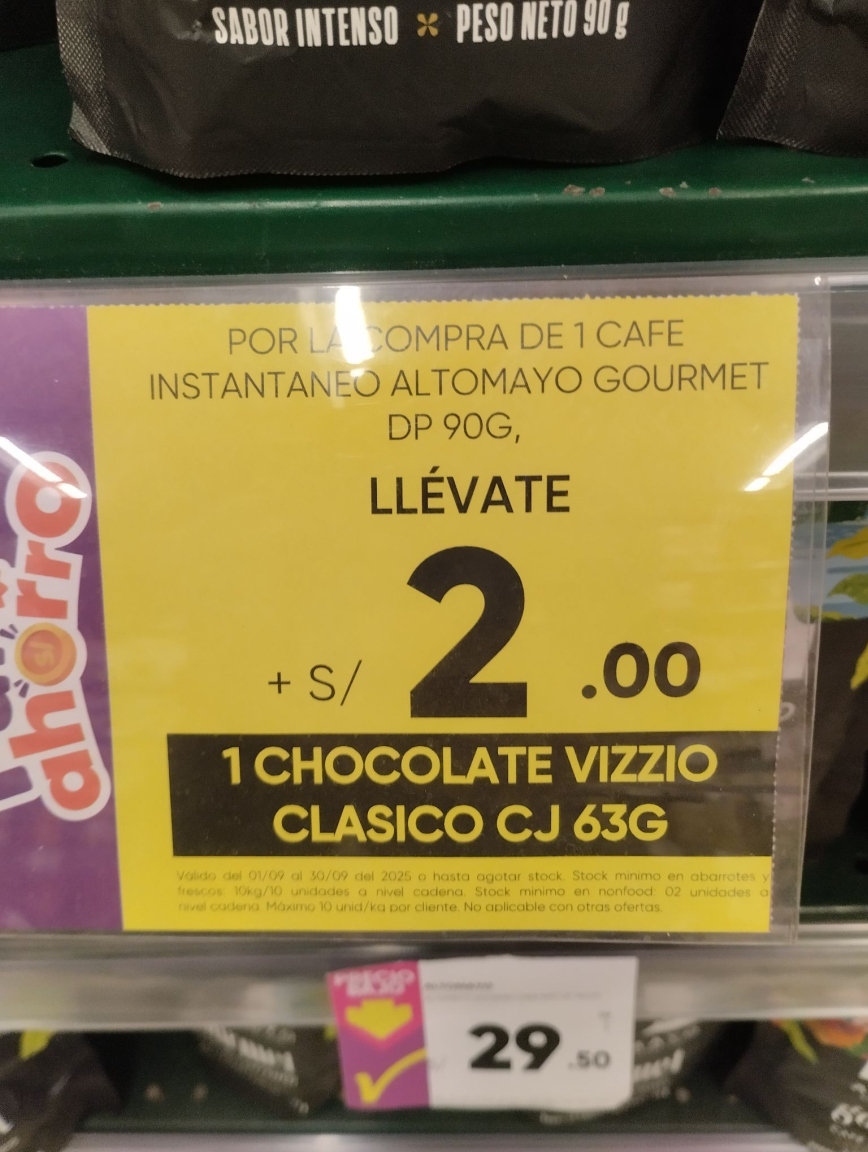 SABOR INTENSO PESO NETO 90 g
POR LA COMPRA DE 1 CAFE
INSTANTANEO ALTOMAYO GOURMET
DP 90G,
LLÉVATE
+ S/ 2.00
1 CHOCOLATE VIZZIO
CLASICO CJ 63G
Válido del 01/09 al 30/09 del 2025 o hasta agotar stock. Stock mínimo en abarrotes y
frescos: 10kg/10 unidades a nivel cadena. Stock mínimo en nonfood: 02 unidades a
nivel cadena. Máximo 10 unid/kg por cliente. No aplicable con otras ofertas.
ahorro
PRECIO
BAJO
29.50